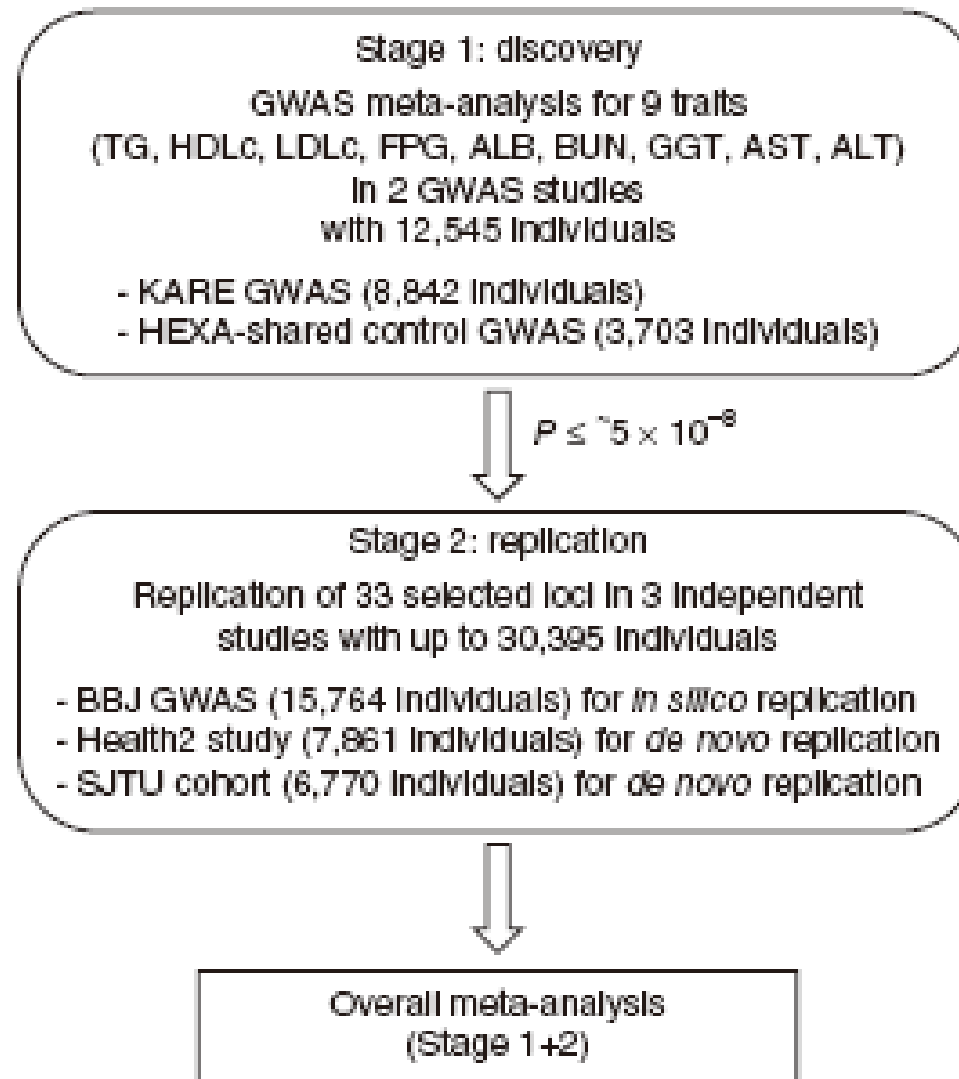 Stage 1: discovery
GWAS meta-analysis for 9 traits
(TG, HDLc, LDLc, FPG, ALB, BUN, GGT, AST, ALT)
in 2 GWAS studies
with 12,545 individuals
- KARE GWAS (8,842 individuals)
- HEXA-shared control GWAS (3,703 individuals)
P ≤ ~5 × 10⁻⁸
Stage 2: replication
Replication of 33 selected loci in 3 independent
studies with up to 30,395 individuals
- BBJ GWAS (15,764 individuals) for in silico replication
- Health2 study (7,861 individuals) for de novo replication
- SJTU cohort (6,770 individuals) for de novo replication
Overall meta-analysis
(Stage 1+2)